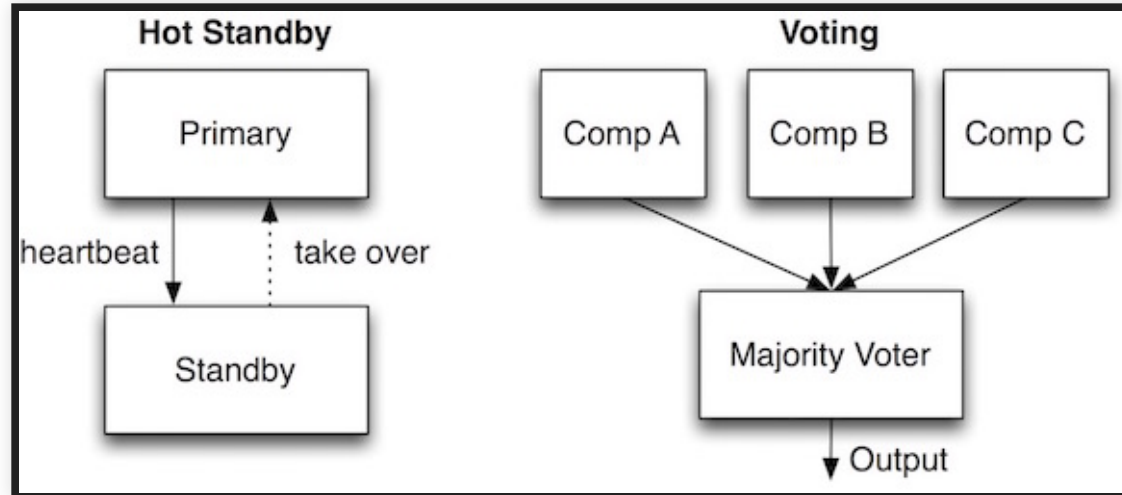 Hot Standby
Primary
heartbeat
take over
Standby
Voting
Comp A
Comp B
Comp C
Majority Voter
Output